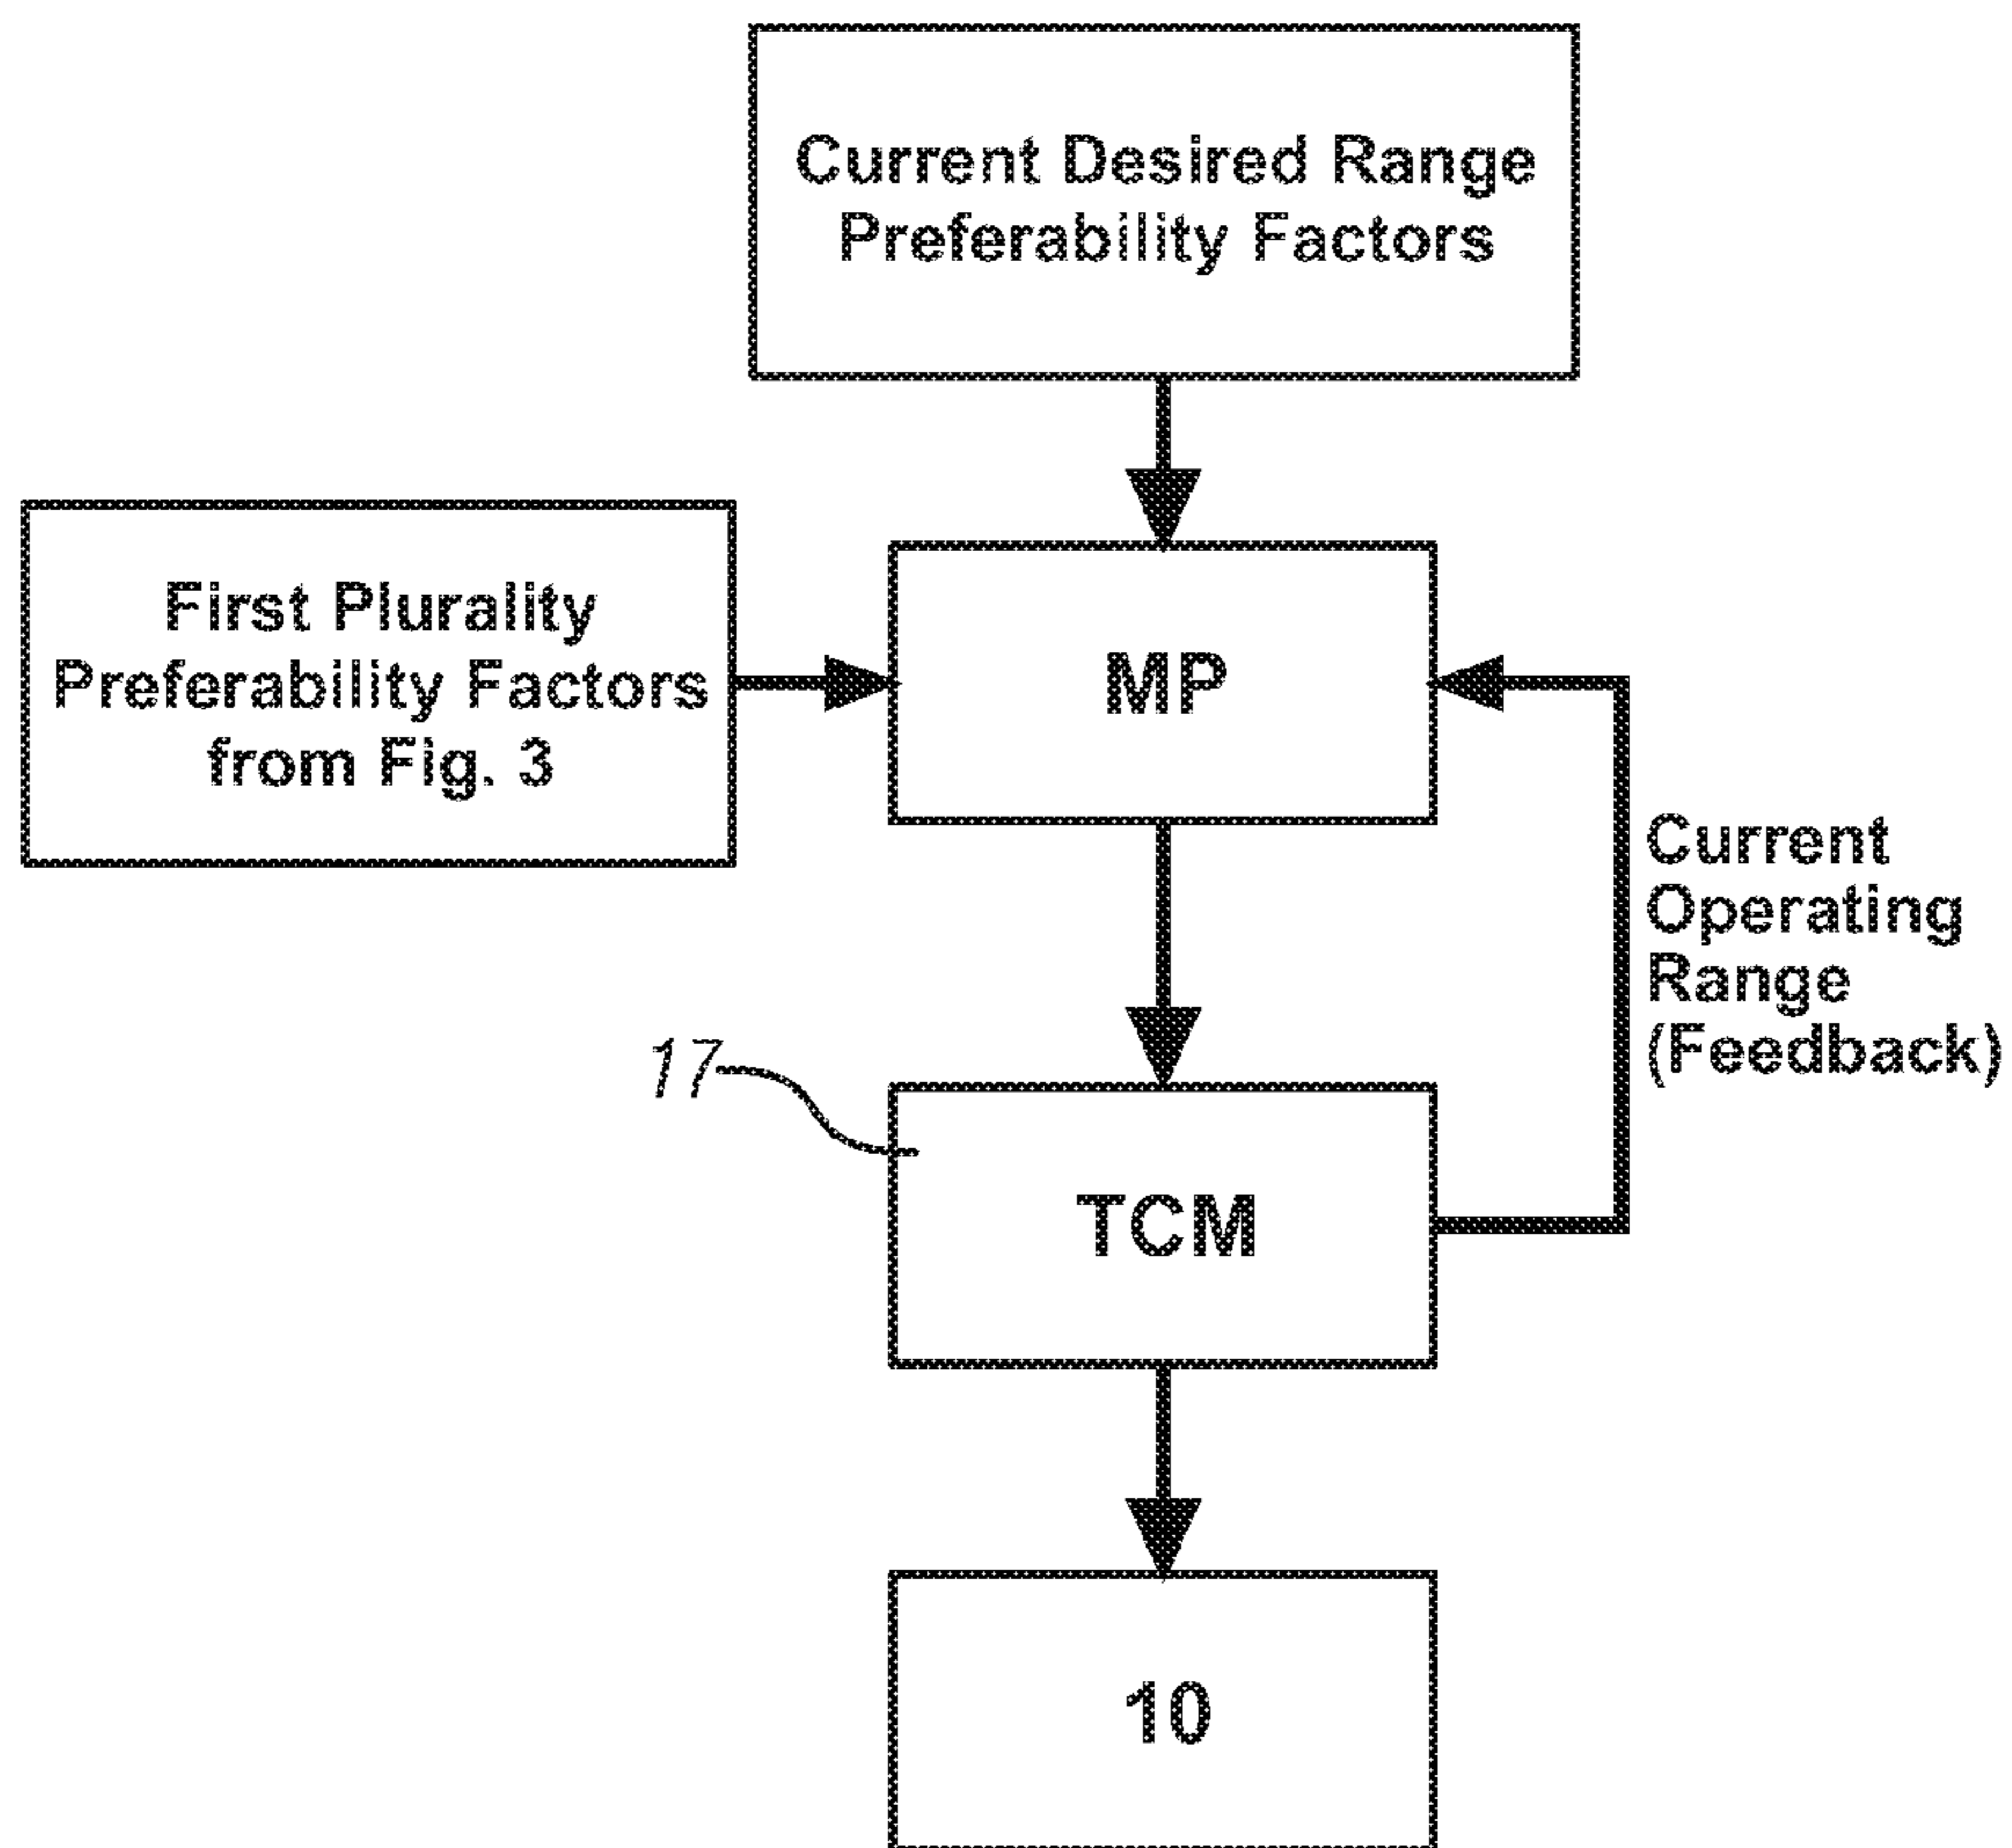 Current Desired Range
Preferability Factors
First Plurality
Preferability Factors
from Fig. 3
MP
Current
Operating
Range
(Feedback)
17
TCM
10